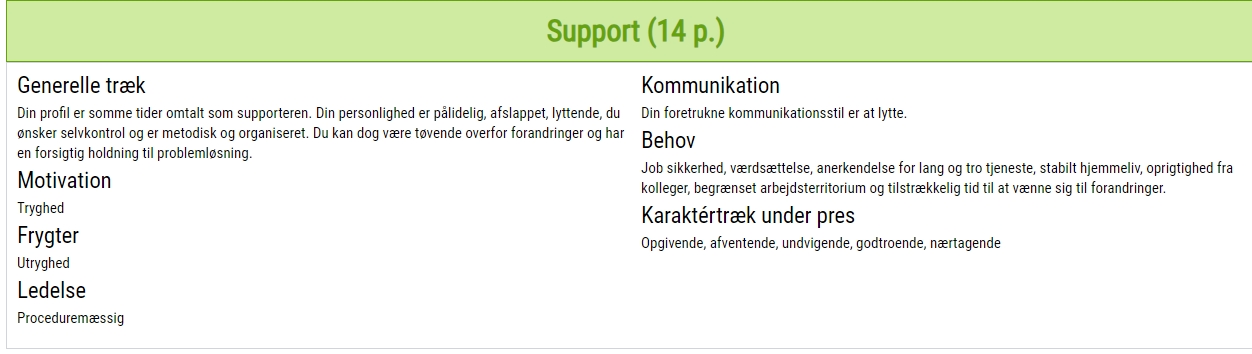 Support (14 p.)
Generelle træk
Din profil er somme tider omtalt som supporteren. Din personlighed er pålidelig, afslappet, lyttende, du
ønsker selvkontrol og er metodisk og organiseret. Du kan dog være tøvende overfor forandringer og har
en forsigtig holdning til problemløsning.
Motivation
Tryghed
Frygter
Utryghed
Ledelse
Proceduremæssig
Kommunikation
Din foretrukne kommunikationsstil er at lytte.
Behov
Job sikkerhed, værdsættelse, anerkendelse for lang og tro tjeneste, stabilt hjemmeliv, oprigtighed fra
kolleger, begrænset arbejdsterritorium og tilstrækkelig tid til at vænne sig til forandringer.
Karaktértræk under pres
Opgivende, afventende, undvigende, godtroende, nærtagende